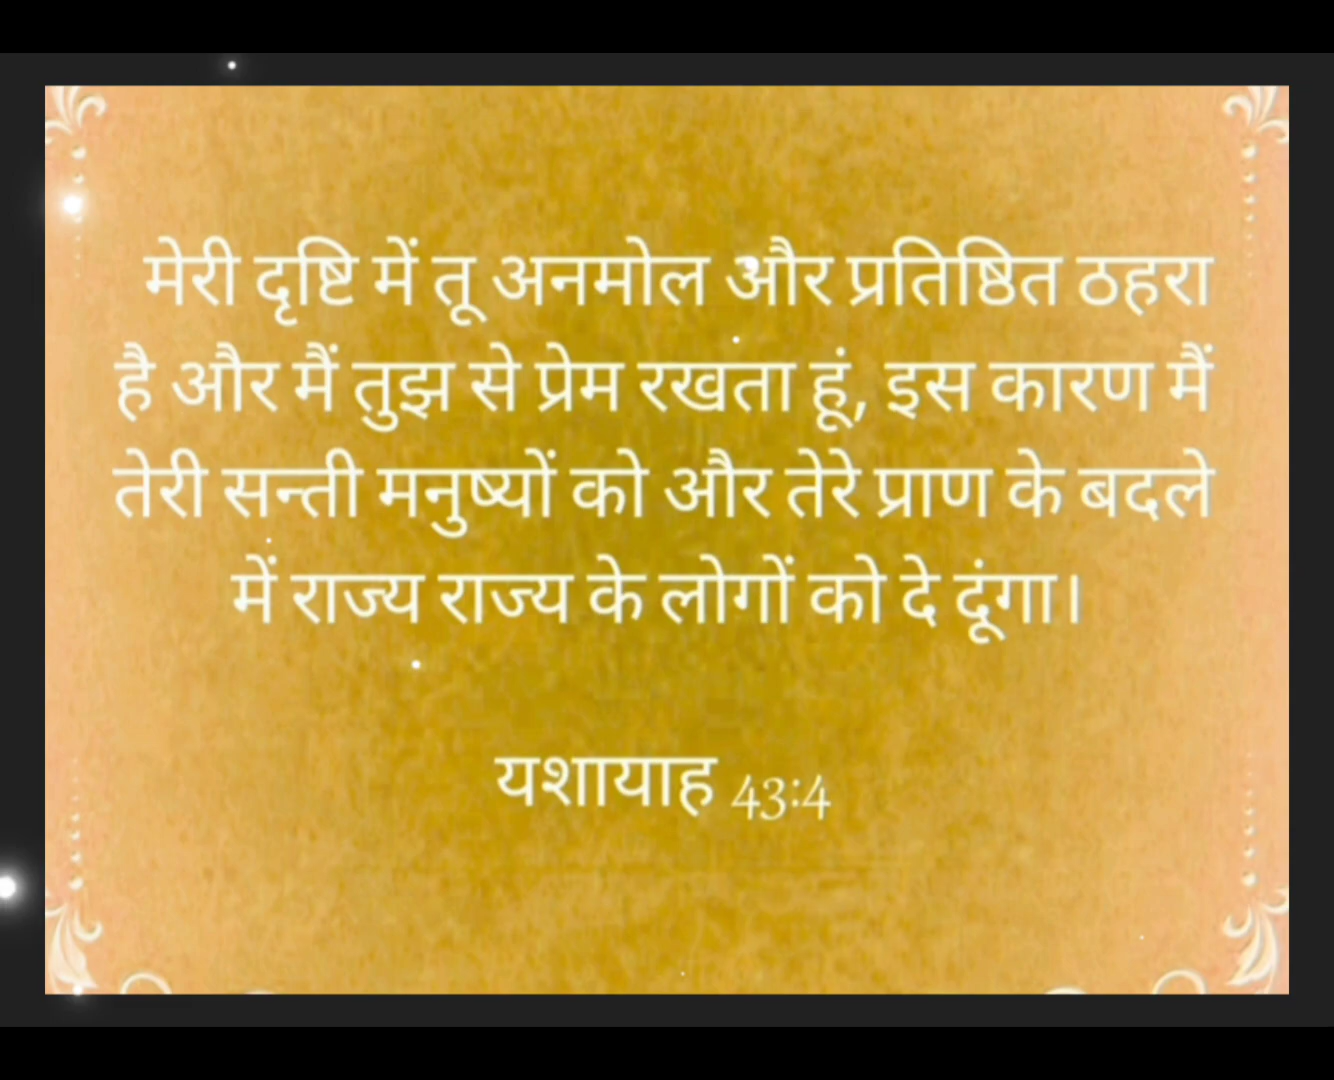 मेरी दृष्टि में तू अनमोल और प्रतिष्ठित ठहरा
है और मैं तुझ से प्रेम रखता हूं, इस कारण मैं
तेरी सन्ती मनुष्यों को और तेरे प्राण के बदले
में राज्य राज्य के लोगों को दे दूंगा।
यशायाह 43:4